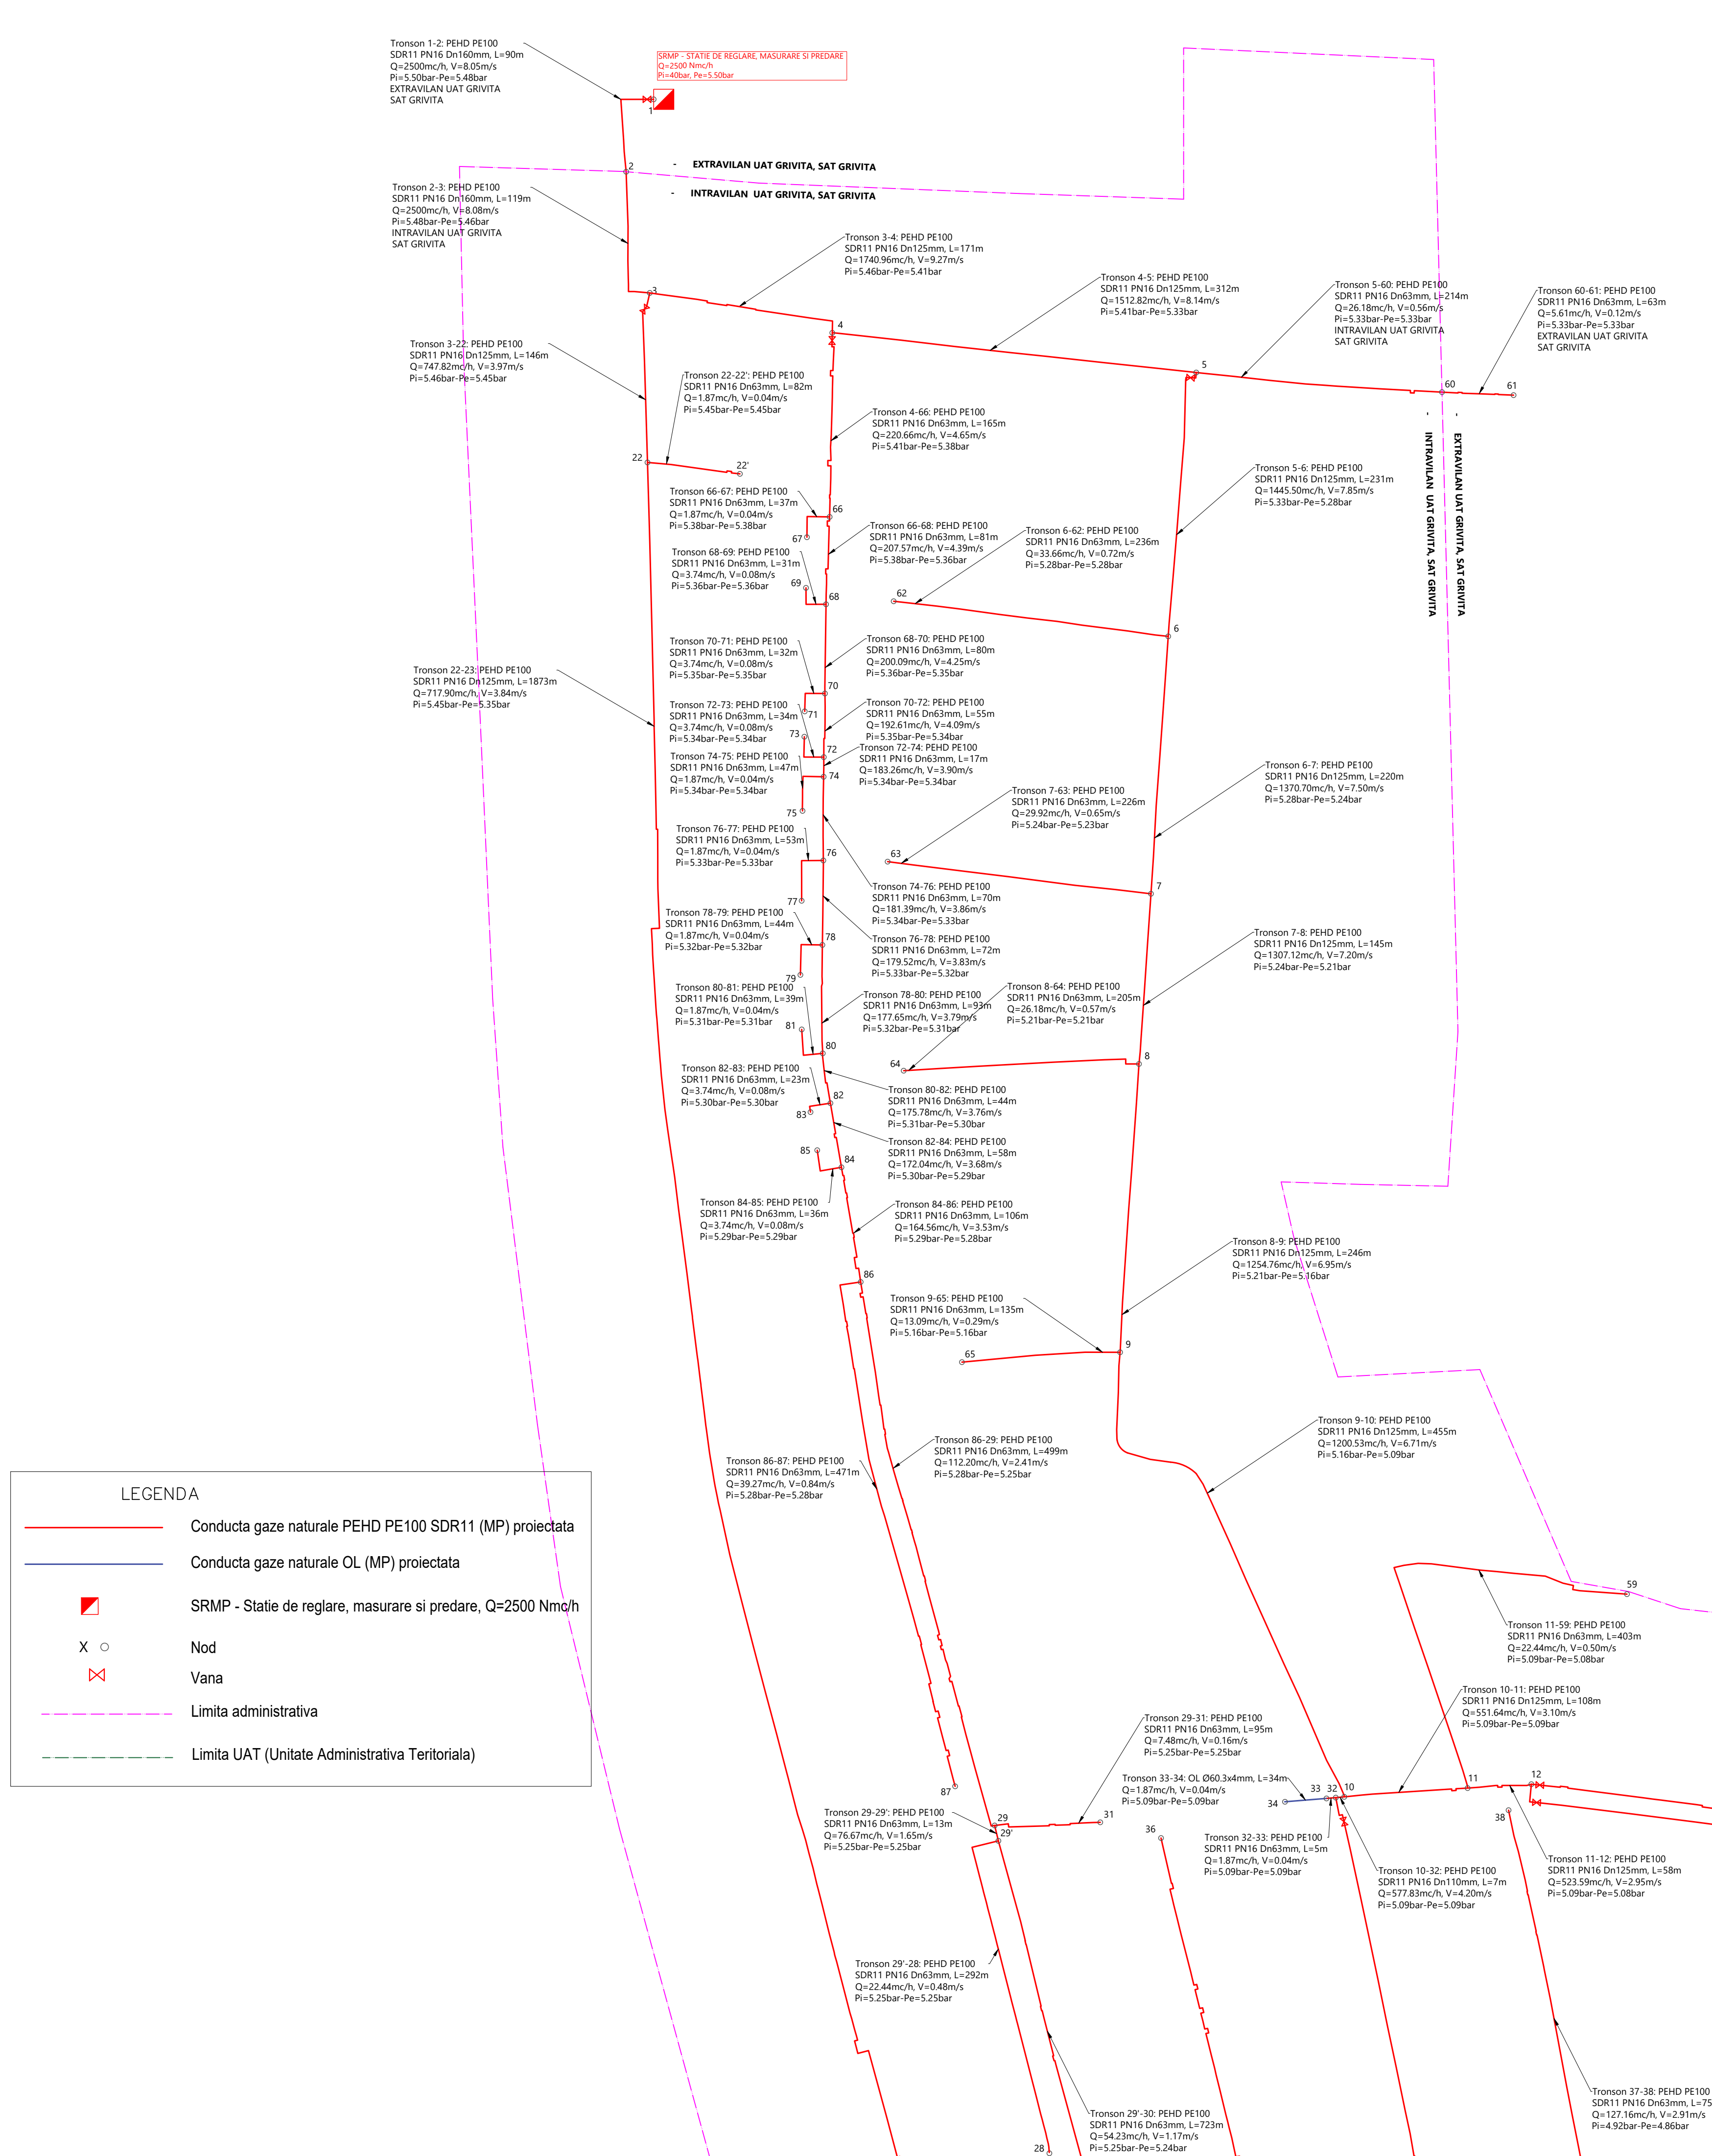 Tronson 1-2: PEHD PE100
SDR11 PN16 Dn160mm, L=90m
Q=2500mc/h, V=8.05m/s
Pi=5.50bar-Pe=5.48bar
EXTRAVILAN UAT GRIVITA
SAT GRIVITA
SRMP - STATIE DE REGLARE, MASURARE SI PREDARE
Q=2500 Nmc/h
Pi=40bar, Pe=5.50bar
1
2
- EXTRAVILAN UAT GRIVITA, SAT GRIVITA
- INTRAVILAN UAT GRIVITA, SAT GRIVITA
Tronson 2-3: PEHD PE100
SDR11 PN16 Dn160mm, L=119m
Q=2500mc/h, V=8.08m/s
Pi=5.48bar-Pe=5.46bar
INTRAVILAN UAT GRIVITA
SAT GRIVITA
Tronson 3-4: PEHD PE100
SDR11 PN16 Dn125mm, L=171m
Q=1740.96mc/h, V=9.27m/s
Pi=5.46bar-Pe=5.41bar
Tronson 4-5: PEHD PE100
SDR11 PN16 Dn125mm, L=312m
Q=1512.82mc/h, V=8.14m/s
Pi=5.41bar-Pe=5.33bar
Tronson 5-60: PEHD PE100
SDR11 PN16 Dn63mm, L=214m
Q=26.18mc/h, V=0.56m/s
Pi=5.33bar-Pe=5.33bar
INTRAVILAN UAT GRIVITA
SAT GRIVITA
Tronson 60-61: PEHD PE100
SDR11 PN16 Dn63mm, L=63m
Q=5.61mc/h, V=0.12m/s
Pi=5.33bar-Pe=5.33bar
EXTRAVILAN UAT GRIVITA
SAT GRIVITA
3
4
5
60
61
Tronson 3-22: PEHD PE100
SDR11 PN16 Dn125mm, L=146m
Q=747.82mc/h, V=3.97m/s
Pi=5.46bar-Pe=5.45bar
Tronson 22-22': PEHD PE100
SDR11 PN16 Dn63mm, L=82m
Q=1.87mc/h, V=0.04m/s
Pi=5.45bar-Pe=5.45bar
22
22'
Tronson 4-66: PEHD PE100
SDR11 PN16 Dn63mm, L=165m
Q=220.66mc/h, V=4.65m/s
Pi=5.41bar-Pe=5.38bar
- INTRAVILAN UAT GRIVITA, SAT GRIVITA
- EXTRAVILAN UAT GRIVITA, SAT GRIVITA
Tronson 5-6: PEHD PE100
SDR11 PN16 Dn125mm, L=231m
Q=1445.50mc/h, V=7.85m/s
Pi=5.33bar-Pe=5.28bar
Tronson 66-67: PEHD PE100
SDR11 PN16 Dn63mm, L=37m
Q=1.87mc/h, V=0.04m/s
Pi=5.38bar-Pe=5.38bar
66
67
Tronson 66-68: PEHD PE100
SDR11 PN16 Dn63mm, L=81m
Q=207.57mc/h, V=4.39m/s
Pi=5.38bar-Pe=5.36bar
Tronson 6-62: PEHD PE100
SDR11 PN16 Dn63mm, L=236m
Q=33.66mc/h, V=0.72m/s
Pi=5.28bar-Pe=5.28bar
Tronson 68-69: PEHD PE100
SDR11 PN16 Dn63mm, L=31m
Q=3.74mc/h, V=0.08m/s
Pi=5.36bar-Pe=5.36bar
69
68
62
6
Tronson 70-71: PEHD PE100
SDR11 PN16 Dn63mm, L=32m
Q=3.74mc/h, V=0.08m/s
Pi=5.35bar-Pe=5.35bar
Tronson 68-70: PEHD PE100
SDR11 PN16 Dn63mm, L=80m
Q=200.09mc/h, V=4.25m/s
Pi=5.36bar-Pe=5.35bar
Tronson 22-23: PEHD PE100
SDR11 PN16 Dn125mm, L=1873m
Q=717.90mc/h, V=3.84m/s
Pi=5.45bar-Pe=5.35bar
70
71
Tronson 72-73: PEHD PE100
SDR11 PN16 Dn63mm, L=34m
Q=3.74mc/h, V=0.08m/s
Pi=5.34bar-Pe=5.34bar
Tronson 70-72: PEHD PE100
SDR11 PN16 Dn63mm, L=55m
Q=192.61mc/h, V=4.09m/s
Pi=5.35bar-Pe=5.34bar
73
72
Tronson 72-74: PEHD PE100
SDR11 PN16 Dn63mm, L=17m
Q=183.26mc/h, V=3.90m/s
Pi=5.34bar-Pe=5.34bar
Tronson 74-75: PEHD PE100
SDR11 PN16 Dn63mm, L=47m
Q=1.87mc/h, V=0.04m/s
Pi=5.34bar-Pe=5.34bar
74
75
Tronson 6-7: PEHD PE100
SDR11 PN16 Dn125mm, L=220m
Q=1370.70mc/h, V=7.50m/s
Pi=5.28bar-Pe=5.24bar
Tronson 7-63: PEHD PE100
SDR11 PN16 Dn63mm, L=226m
Q=29.92mc/h, V=0.65m/s
Pi=5.24bar-Pe=5.23bar
Tronson 76-77: PEHD PE100
SDR11 PN16 Dn63mm, L=53m
Q=1.87mc/h, V=0.04m/s
Pi=5.33bar-Pe=5.33bar
76
77
63
7
Tronson 74-76: PEHD PE100
SDR11 PN16 Dn63mm, L=70m
Q=181.39mc/h, V=3.86m/s
Pi=5.34bar-Pe=5.33bar
Tronson 78-79: PEHD PE100
SDR11 PN16 Dn63mm, L=44m
Q=1.87mc/h, V=0.04m/s
Pi=5.32bar-Pe=5.32bar
78
79
Tronson 76-78: PEHD PE100
SDR11 PN16 Dn63mm, L=72m
Q=179.52mc/h, V=3.83m/s
Pi=5.33bar-Pe=5.32bar
Tronson 7-8: PEHD PE100
SDR11 PN16 Dn125mm, L=145m
Q=1307.12mc/h, V=7.20m/s
Pi=5.24bar-Pe=5.21bar
Tronson 80-81: PEHD PE100
SDR11 PN16 Dn63mm, L=39m
Q=1.87mc/h, V=0.04m/s
Pi=5.31bar-Pe=5.31bar
81
80
Tronson 78-80: PEHD PE100
SDR11 PN16 Dn63mm, L=93m
Q=177.65mc/h, V=3.79m/s
Pi=5.32bar-Pe=5.31bar
Tronson 8-64: PEHD PE100
SDR11 PN16 Dn63mm, L=205m
Q=26.18mc/h, V=0.57m/s
Pi=5.21bar-Pe=5.21bar
64
8
Tronson 82-83: PEHD PE100
SDR11 PN16 Dn63mm, L=23m
Q=3.74mc/h, V=0.08m/s
Pi=5.30bar-Pe=5.30bar
82
83
Tronson 80-82: PEHD PE100
SDR11 PN16 Dn63mm, L=44m
Q=175.78mc/h, V=3.76m/s
Pi=5.31bar-Pe=5.30bar
Tronson 82-84: PEHD PE100
SDR11 PN16 Dn63mm, L=58m
Q=172.04mc/h, V=3.68m/s
Pi=5.30bar-Pe=5.29bar
85
84
Tronson 84-85: PEHD PE100
SDR11 PN16 Dn63mm, L=36m
Q=3.74mc/h, V=0.08m/s
Pi=5.29bar-Pe=5.29bar
Tronson 84-86: PEHD PE100
SDR11 PN16 Dn63mm, L=106m
Q=164.56mc/h, V=3.53m/s
Pi=5.29bar-Pe=5.28bar
86
Tronson 8-9: PEHD PE100
SDR11 PN16 Dn125mm, L=246m
Q=1254.76mc/h, V=6.95m/s
Pi=5.21bar-Pe=5.16bar
Tronson 9-65: PEHD PE100
SDR11 PN16 Dn63mm, L=135m
Q=13.09mc/h, V=0.29m/s
Pi=5.16bar-Pe=5.16bar
65
9
Tronson 9-10: PEHD PE100
SDR11 PN16 Dn125mm, L=455m
Q=1200.53mc/h, V=6.71m/s
Pi=5.16bar-Pe=5.09bar
Tronson 86-29: PEHD PE100
SDR11 PN16 Dn63mm, L=499m
Q=112.20mc/h, V=2.41m/s
Pi=5.28bar-Pe=5.25bar
Tronson 86-87: PEHD PE100
SDR11 PN16 Dn63mm, L=471m
Q=39.27mc/h, V=0.84m/s
Pi=5.28bar-Pe=5.28bar
LEGENDA
Conducta gaze naturale PEHD PE100 SDR11 (MP) proiectata
Conducta gaze naturale OL (MP) proiectata
SRMP - Statie de reglare, masurare si predare, Q=2500 Nmc/h
X Nod
Vana
Limita administrativa
Limita UAT (Unitate Administrativa Teritoriala)
59
Tronson 11-59: PEHD PE100
SDR11 PN16 Dn63mm, L=403m
Q=22.44mc/h, V=0.50m/s
Pi=5.09bar-Pe=5.08bar
Tronson 10-11: PEHD PE100
SDR11 PN16 Dn125mm, L=108m
Q=551.64mc/h, V=3.10m/s
Pi=5.09bar-Pe=5.09bar
Tronson 29-31: PEHD PE100
SDR11 PN16 Dn63mm, L=95m
Q=7.48mc/h, V=0.16m/s
Pi=5.25bar-Pe=5.25bar
Tronson 33-34: OL Ø60.3x4mm, L=34m
Q=1.87mc/h, V=0.04m/s
Pi=5.09bar-Pe=5.09bar
87
34
33
32
10
11
12
38
Tronson 29-29': PEHD PE100
SDR11 PN16 Dn63mm, L=13m
Q=76.67mc/h, V=1.65m/s
Pi=5.25bar-Pe=5.25bar
29
29'
31
36
Tronson 32-33: PEHD PE100
SDR11 PN16 Dn63mm, L=5m
Q=1.87mc/h, V=0.04m/s
Pi=5.09bar-Pe=5.09bar
Tronson 10-32: PEHD PE100
SDR11 PN16 Dn110mm, L=7m
Q=577.83mc/h, V=4.20m/s
Pi=5.09bar-Pe=5.09bar
Tronson 11-12: PEHD PE100
SDR11 PN16 Dn125mm, L=58m
Q=523.59mc/h, V=2.95m/s
Pi=5.09bar-Pe=5.08bar
Tronson 29'-28: PEHD PE100
SDR11 PN16 Dn63mm, L=292m
Q=22.44mc/h, V=0.48m/s
Pi=5.25bar-Pe=5.25bar
Tronson 29'-30: PEHD PE100
SDR11 PN16 Dn63mm, L=723m
Q=54.23mc/h, V=1.17m/s
Pi=5.25bar-Pe=5.24bar
28
Tronson 37-38: PEHD PE100
SDR11 PN16 Dn63mm, L=75
Q=127.16mc/h, V=2.91m/s
Pi=4.92bar-Pe=4.86bar